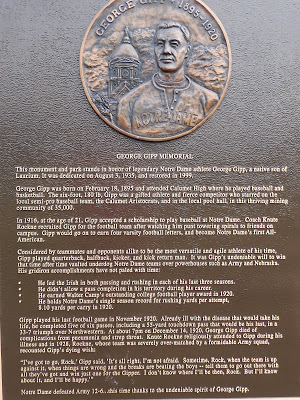 GEORGE GIPP • 1895-1920
NOTRE DAME
GEORGE GIPP MEMORIAL
This monument and park stands in honor of legendary Notre Dame athlete George Gipp, a native son of
Laurium. It was dedicated on August 3, 1935, and restored in 1999.
George Gipp was born on February 18, 1895 and attended Calumet High where he played baseball and
basketball. The six-foot, 180 lb. Gipp was a gifted athlete and fierce competitor who starred on the
local semi-pro baseball team, the Calumet Aristocrats, and in the local pool hall, in this thriving mining
community of 35,000.
In 1916, at the age of 21, Gipp accepted a scholarship to play baseball at Notre Dame. Coach Knute
Rockne recruited Gipp for the football team after watching him punt towering spirals to friends on
campus. Gipp would go on to earn four varsity football letters, and become Notre Dame's first All-
American.
Considered by teammates and opponents alike to be the most versatile and agile athlete of his time,
Gipp played quarterback, halfback, kicker, and kick return man. It was Gipp's undeniable will to win
that time after time vaulted underdog Notre Dame teams over powerhouses such as Army and Nebraska.
His gridiron accomplishments have not paled with time:
• He led the Irish in both passing and rushing in each of his last three seasons.
• He didn't allow a pass completion in his territory during his career.
• He earned Walter Camp's outstanding college football player award in 1920.
• He holds Notre Dame's single season record for rushing yards per attempt,
8.10 yards per carry in 1920.
Gipp played his last football game in November 1920. Already ill with the disease that would take his
life, he completed five of six passes, including a 55-yard touchdown pass that would be his last, in a
33-7 triumph over Northwestern. At about 7pm on December 14, 1920, George Gipp died of
complications from pneumonia and strep throat. Knute Rockne religiously attended to Gipp during his
illness and in 1928, Rockne, whose team was severely over-matched by a formidable Army squad,
recounted Gipp's dying wish:
"I've got to go, Rock," Gipp said, 'It's all right, I'm not afraid. Sometime, Rock, when the team is up
against it, when things are wrong and the breaks are beating the boys -- tell them to go out there with
all they've got and win just one for the Gipper. I don't know where I'll be then, Rock. But I'll know
about it, and I'll be happy.'"
Notre Dame defeated Army 12-6...this time thanks to the undeniable spirit of George Gipp.